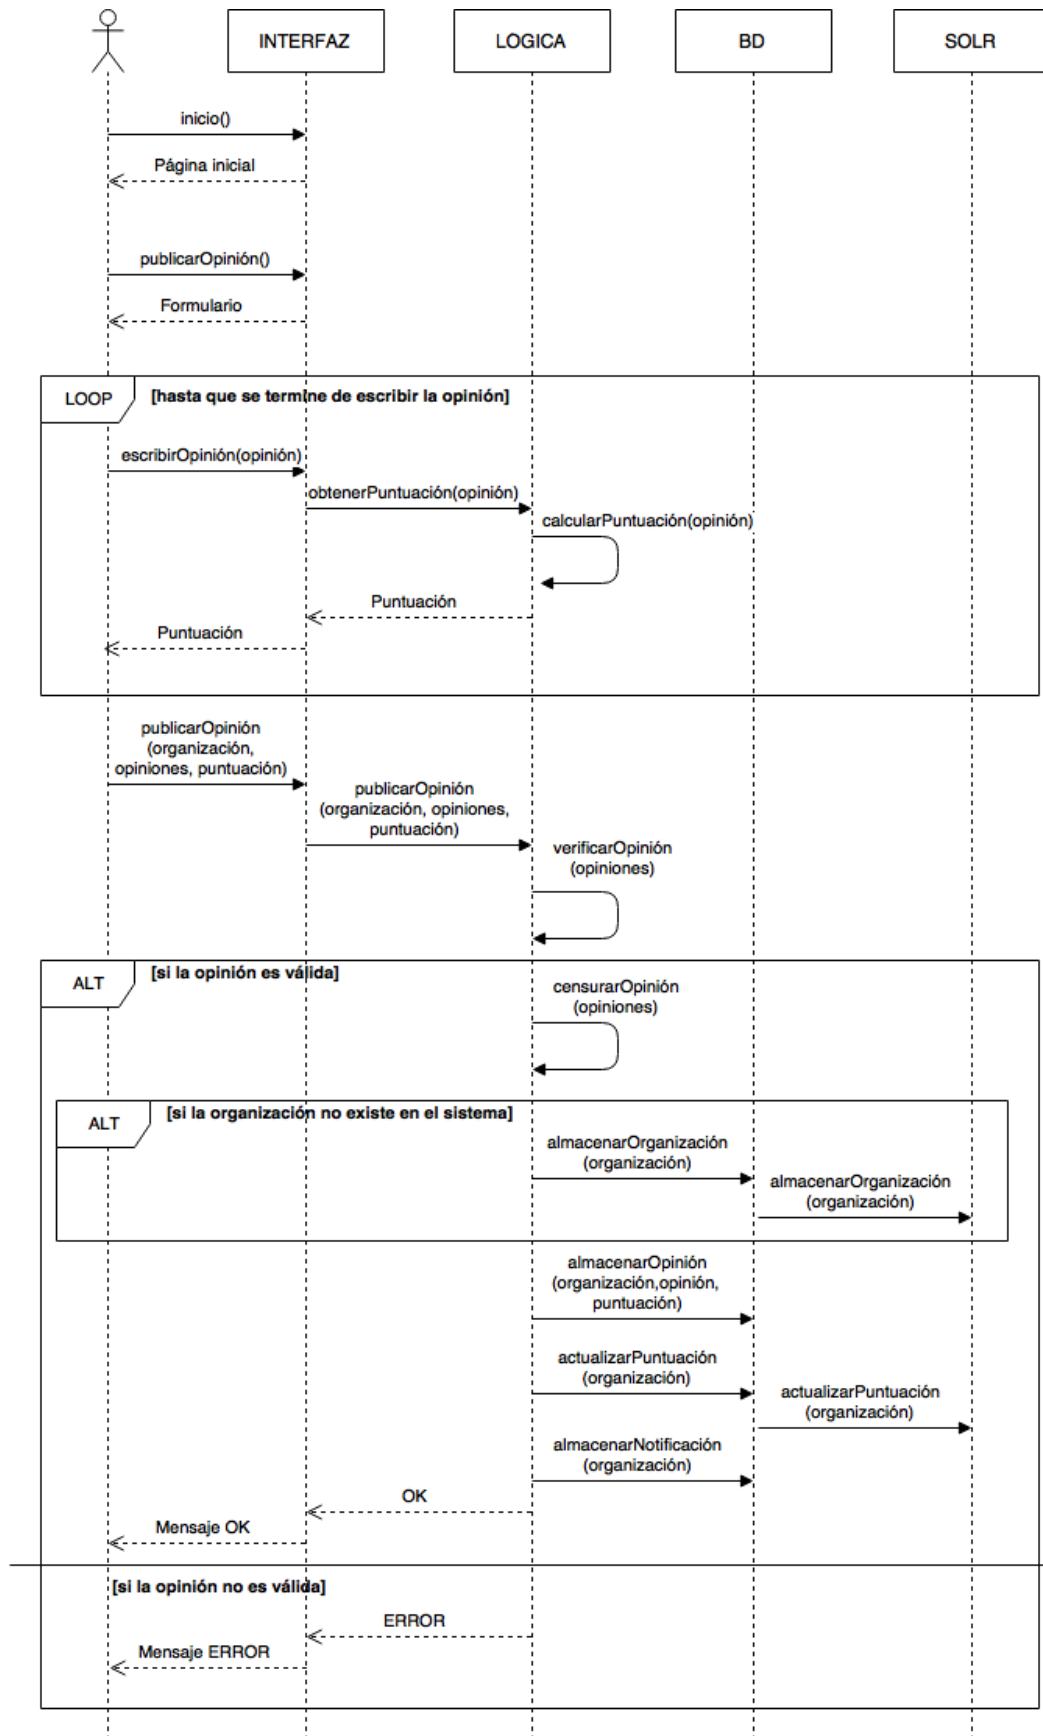 INTERFAZ
LOGICA
BD
SOLR
inicio()
Página inicial
publicarOpinión()
Formulario
LOOP
[hasta que se termine de escribir la opinión]
escribirOpinión(opinión)
obtenerPuntuación(opinión)
calcularPuntuación(opinión)
Puntuación
Puntuación
publicarOpinión
(organización,
opiniones, puntuación)
publicarOpinión
(organización, opiniones,
puntuación)
verificarOpinión
(opiniones)
ALT
[si la opinión es válida]
censurarOpinión
(opiniones)
ALT
[si la organización no existe en el sistema]
almacenarOrganización
(organización)
almacenarOrganización
(organización)
almacenarOpinión
(organización,opinión,
puntuación)
actualizarPuntuación
(organización)
actualizarPuntuación
(organización)
almacenarNotificación
(organización)
OK
Mensaje OK
[si la opinión no es válida]
ERROR
Mensaje ERROR